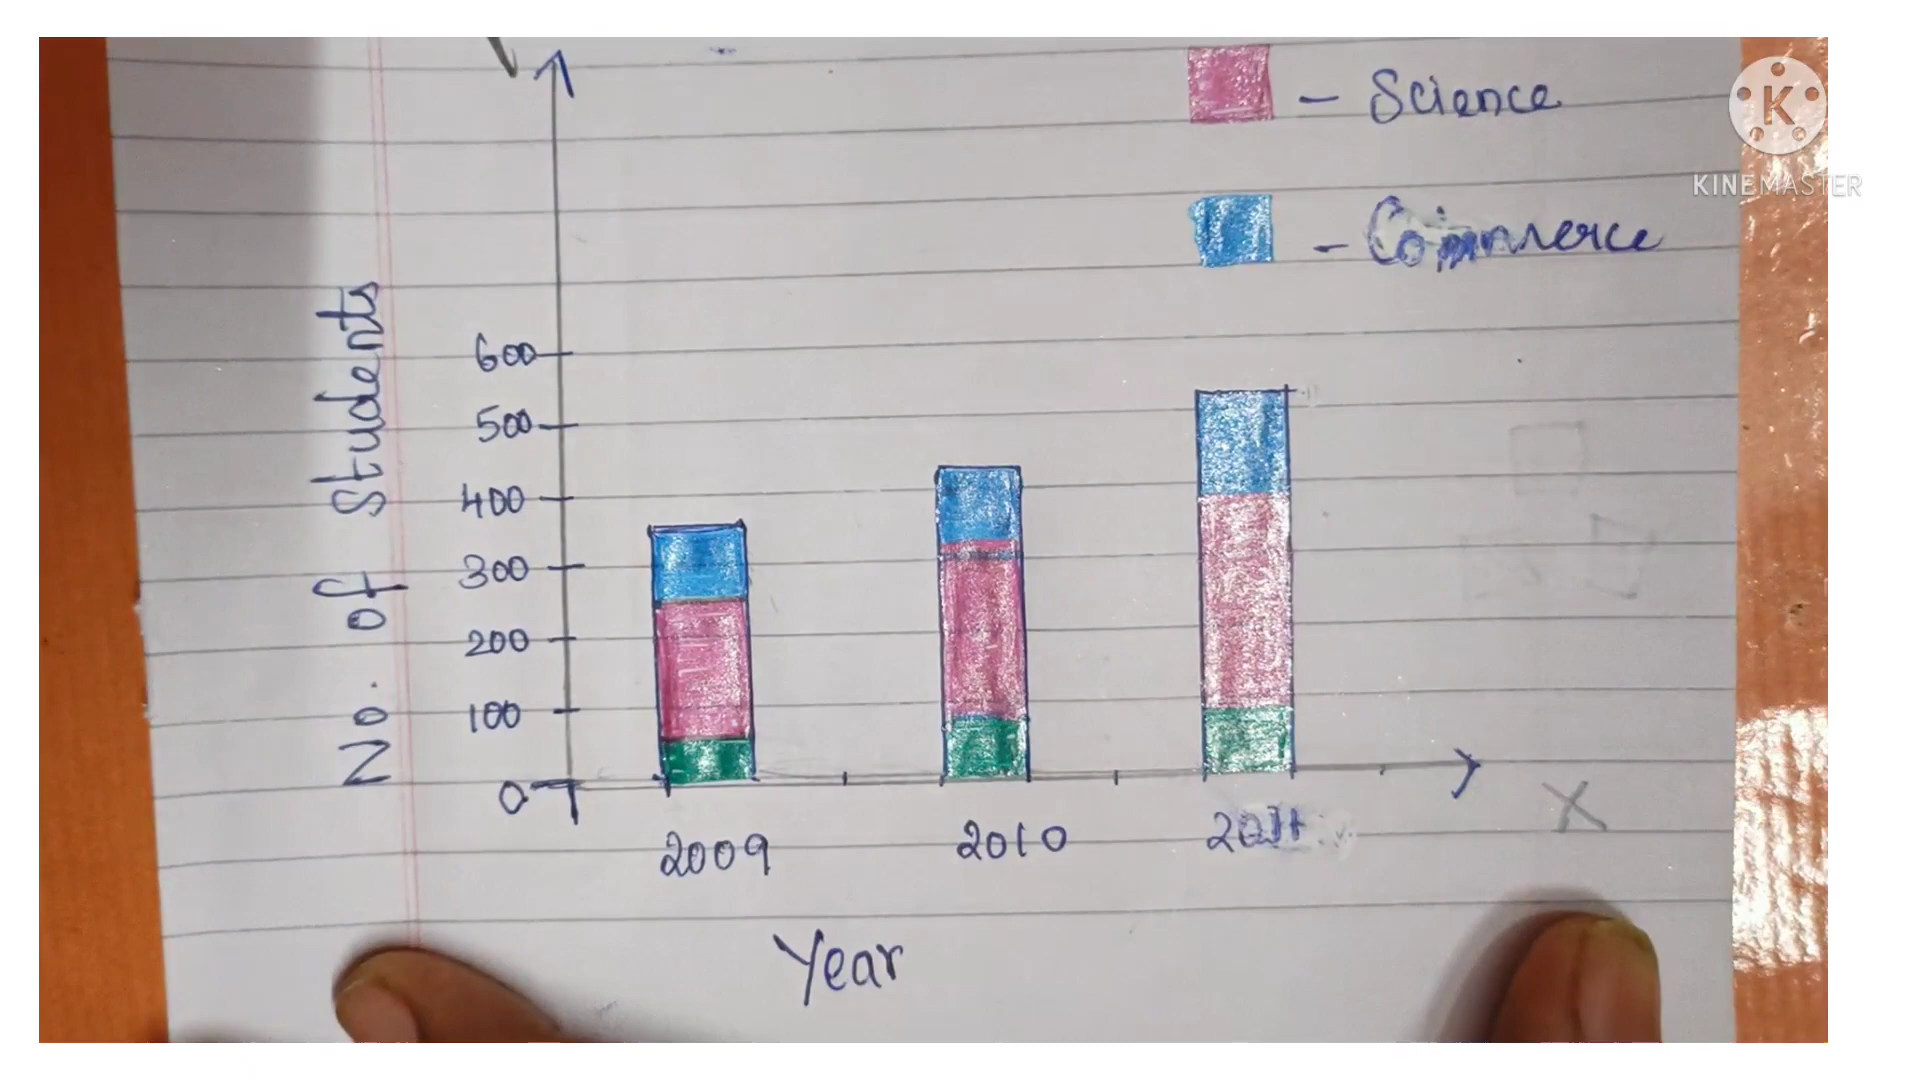 - Science
K
KINEMASTER
- Commerce
No. of Students
600
500
400
300
200
100
0
2009
2010
2011
X
Year